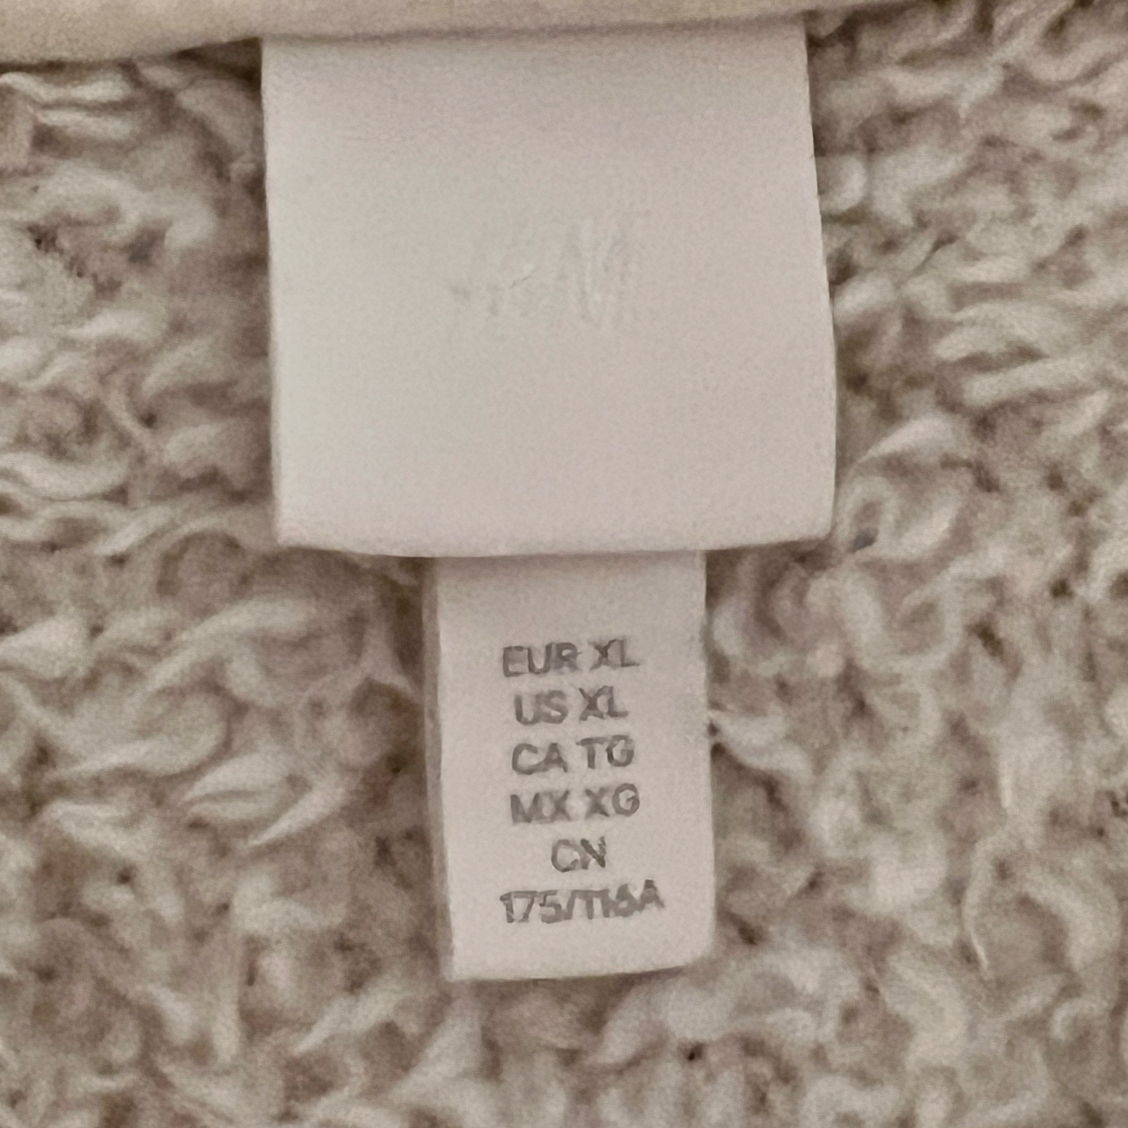 EUR XL
US XL
CA TG
MX XG
CN
175/116A